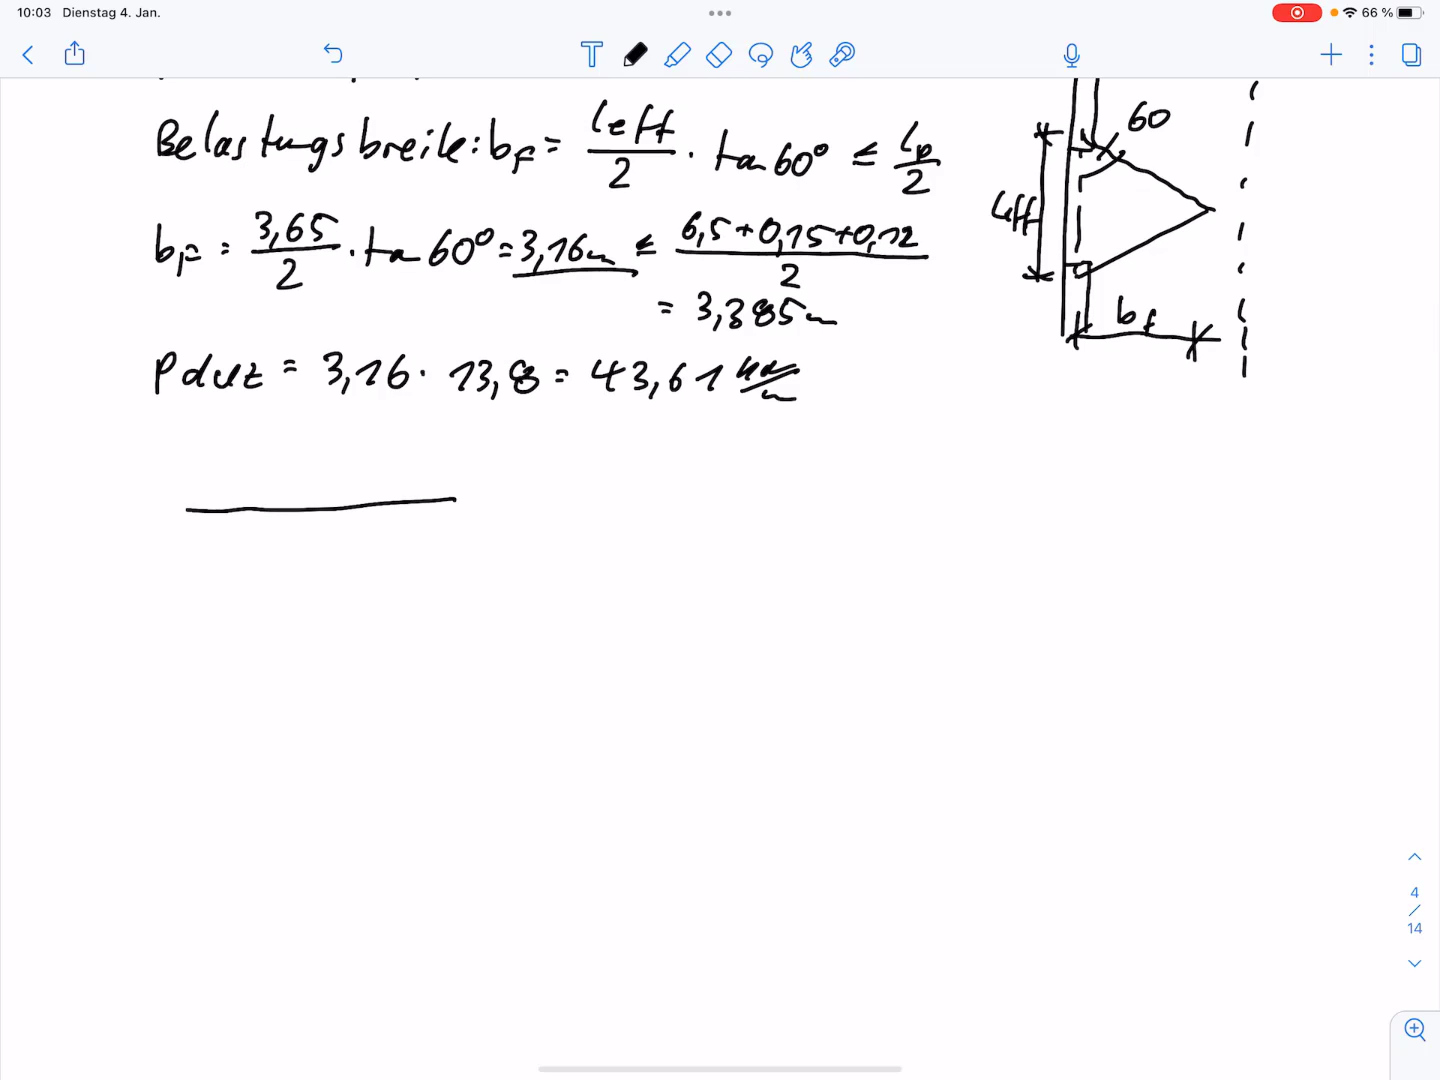 10:03 Dienstag 4. Jan.
66 %
Belastungsbreite: bF = leff/2 · tan 60° ≤ Lp/2
bF = 3,65/2 · tan 60° = 3,16m ≤ (6,5+0,15+0,12)/2
= 3,385m
Pduz = 3,16 · 13,8 = 43,61 kN/m
60
leff
bf
4
/
14